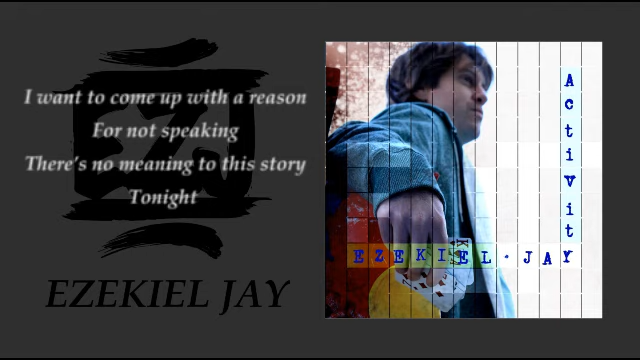 I want to come up with a reason
For not speaking
There's no meaning to this story
Tonight
EZJ
EZEKIEL JAY
Activity
EZEKIEL·JAY